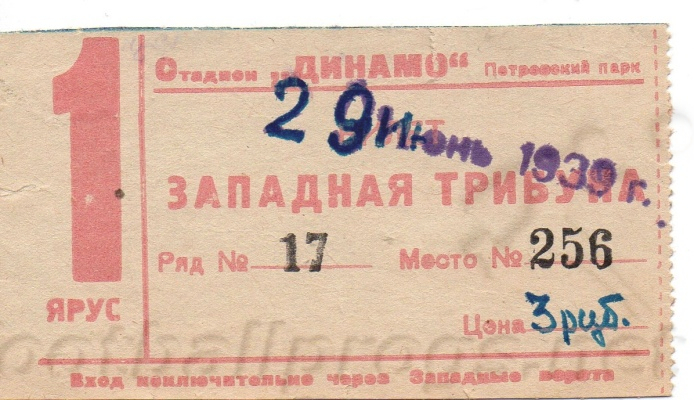 1
ЯРУС
Стадион „ДИНАМО“ Петровский парк
29 Июнь 1939 г.
ЗАПАДНАЯ ТРИБУНА
Ряд № 17 Место № 256
Цена 3 руб.
Вход исключительно через Западные ворота